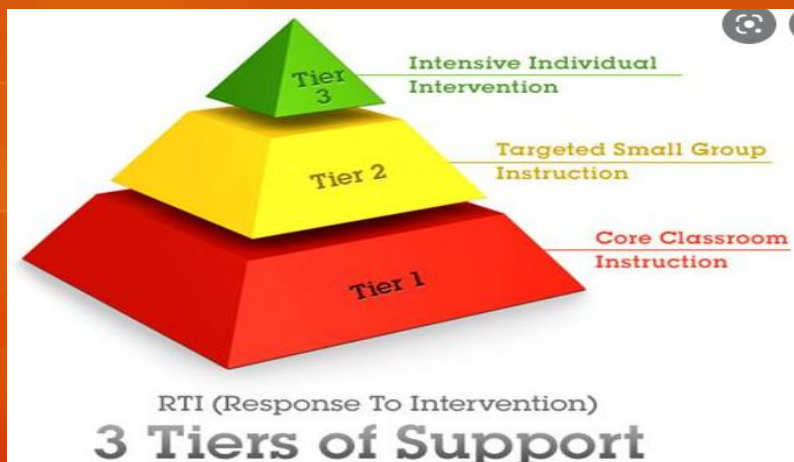 Tier
3
Intensive Individual
Intervention
Tier 2
Targeted Small Group
Instruction
Tier 1
Core Classroom
Instruction
RTI (Response To Intervention)
3 Tiers of Support